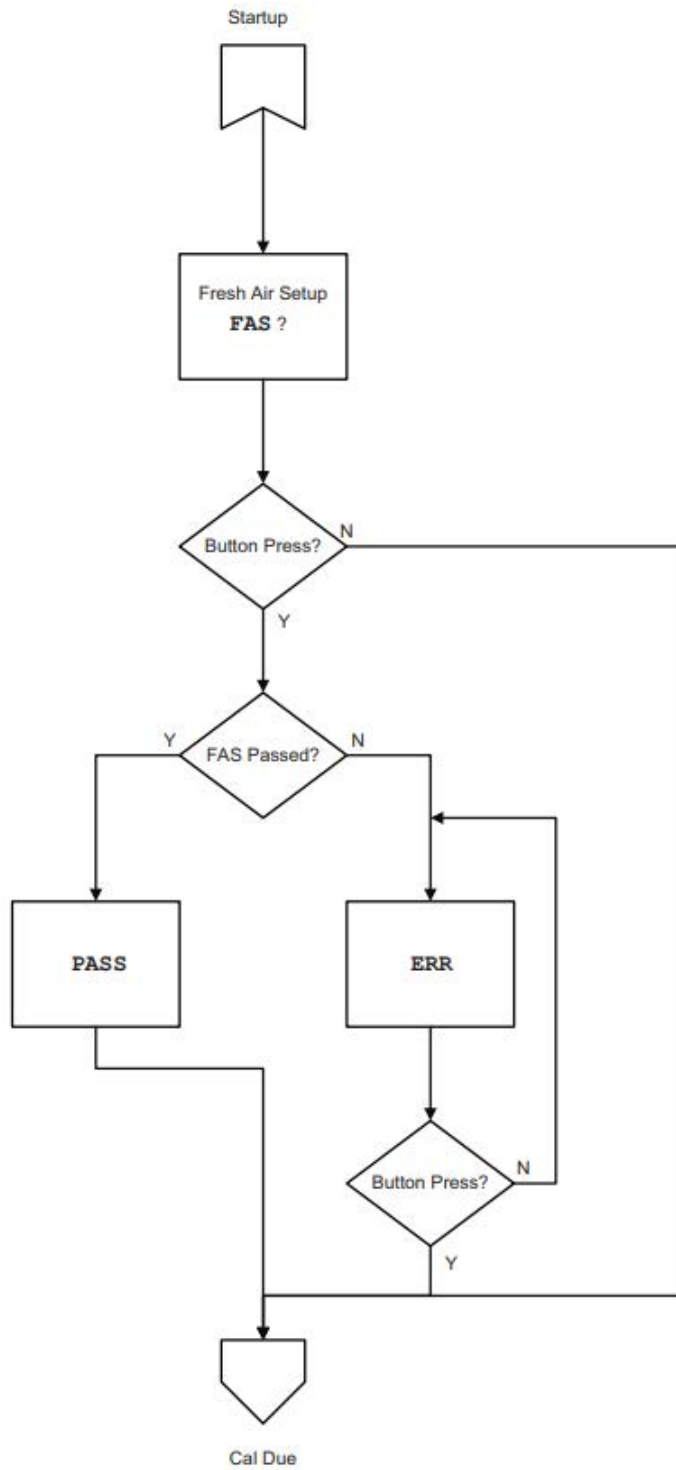 Startup
Fresh Air Setup
FAS ?
Button Press?
N
Y
FAS Passed?
Y
N
PASS
ERR
Button Press?
N
Y
Cal Due